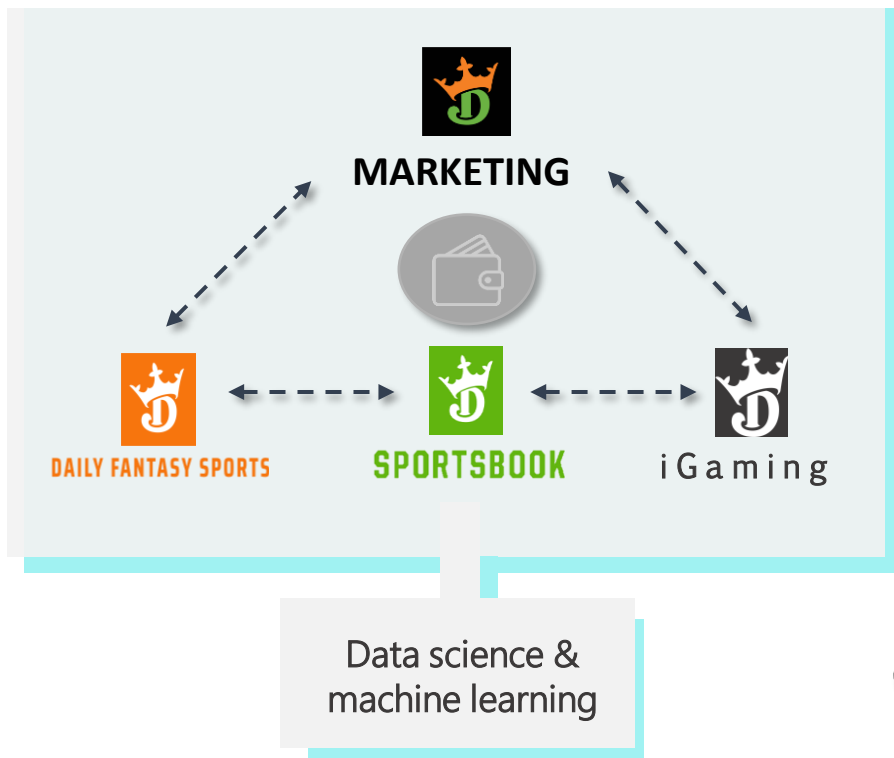 MARKETING
DAILY FANTASY SPORTS
SPORTSBOOK
iGaming
Data science &
machine learning